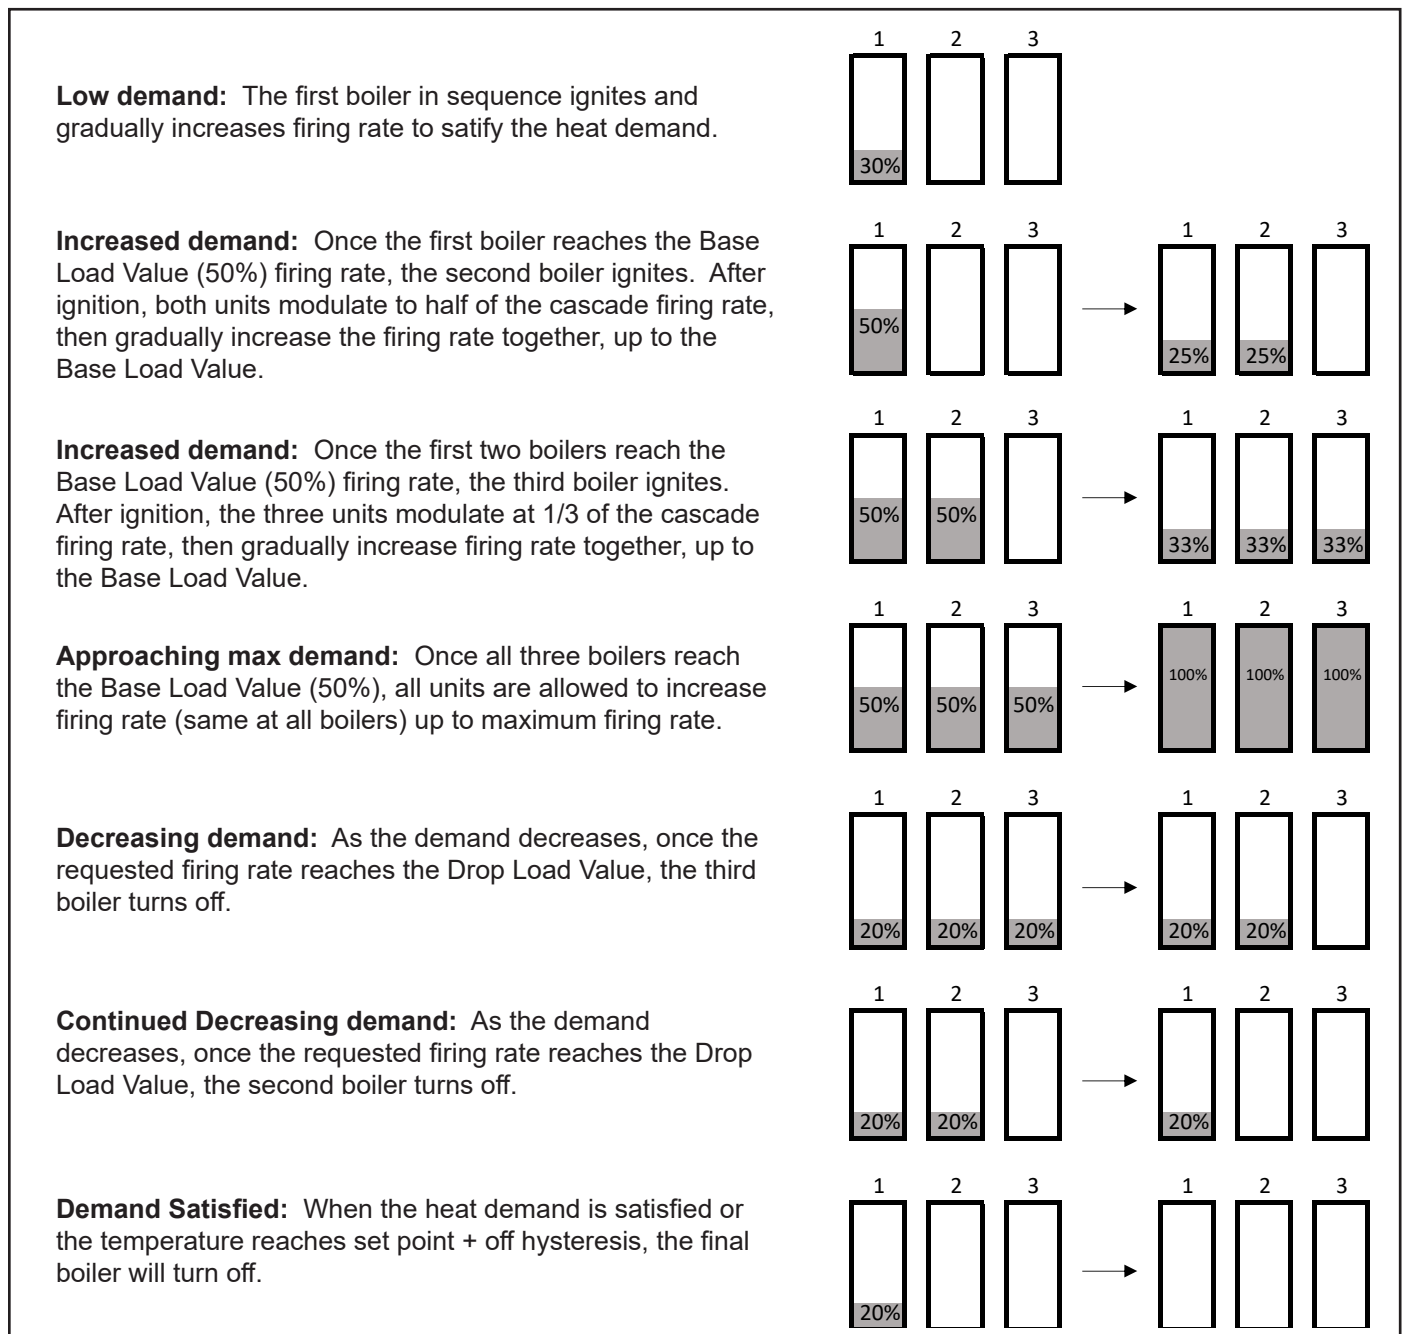 1 2 3
Low demand: The first boiler in sequence ignites and
gradually increases firing rate to satify the heat demand.
30%
1 2 3 1 2 3
Increased demand: Once the first boiler reaches the Base
Load Value (50%) firing rate, the second boiler ignites. After
ignition, both units modulate to half of the cascade firing rate,
then gradually increase the firing rate together, up to the
Base Load Value.
50% 25% 25%
1 2 3 1 2 3
Increased demand: Once the first two boilers reach the
Base Load Value (50%) firing rate, the third boiler ignites.
After ignition, the three units modulate at 1/3 of the cascade
firing rate, then gradually increase firing rate together, up to
the Base Load Value.
50% 50% 33% 33% 33%
1 2 3 1 2 3
Approaching max demand: Once all three boilers reach
the Base Load Value (50%), all units are allowed to increase
firing rate (same at all boilers) up to maximum firing rate.
50% 50% 50% 100% 100% 100%
1 2 3 1 2 3
Decreasing demand: As the demand decreases, once the
requested firing rate reaches the Drop Load Value, the third
boiler turns off.
20% 20% 20% 20% 20%
1 2 3 1 2 3
Continued Decreasing demand: As the demand
decreases, once the requested firing rate reaches the Drop
Load Value, the second boiler turns off.
20% 20% 20%
1 2 3 1 2 3
Demand Satisfied: When the heat demand is satisfied or
the temperature reaches set point + off hysteresis, the final
boiler will turn off.
20%